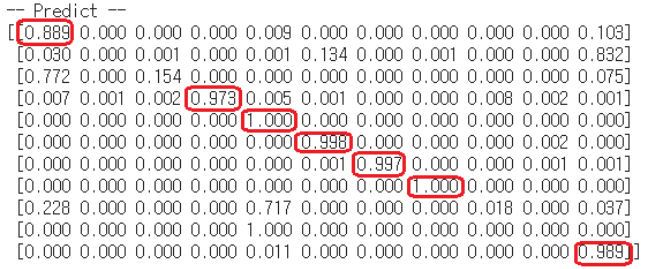 -- Predict --
[[0.889 0.000 0.000 0.000 0.009 0.000 0.000 0.000 0.000 0.000 0.103]
[0.030 0.000 0.001 0.000 0.001 0.134 0.000 0.001 0.000 0.000 0.832]
[0.772 0.000 0.154 0.000 0.000 0.000 0.000 0.000 0.000 0.000 0.075]
[0.007 0.001 0.002 0.973 0.005 0.001 0.000 0.000 0.008 0.002 0.001]
[0.000 0.000 0.000 0.000 1.000 0.000 0.000 0.000 0.000 0.000 0.000]
[0.000 0.000 0.000 0.000 0.000 0.998 0.000 0.000 0.000 0.002 0.000]
[0.000 0.000 0.000 0.000 0.000 0.001 0.997 0.000 0.000 0.001 0.001]
[0.000 0.000 0.000 0.000 0.000 0.000 0.000 1.000 0.000 0.000 0.000]
[0.228 0.000 0.000 0.000 0.717 0.000 0.000 0.000 0.018 0.000 0.037]
[0.000 0.000 0.000 0.000 1.000 0.000 0.000 0.000 0.000 0.000 0.000]
[0.000 0.000 0.000 0.000 0.011 0.000 0.000 0.000 0.000 0.000 0.989]]